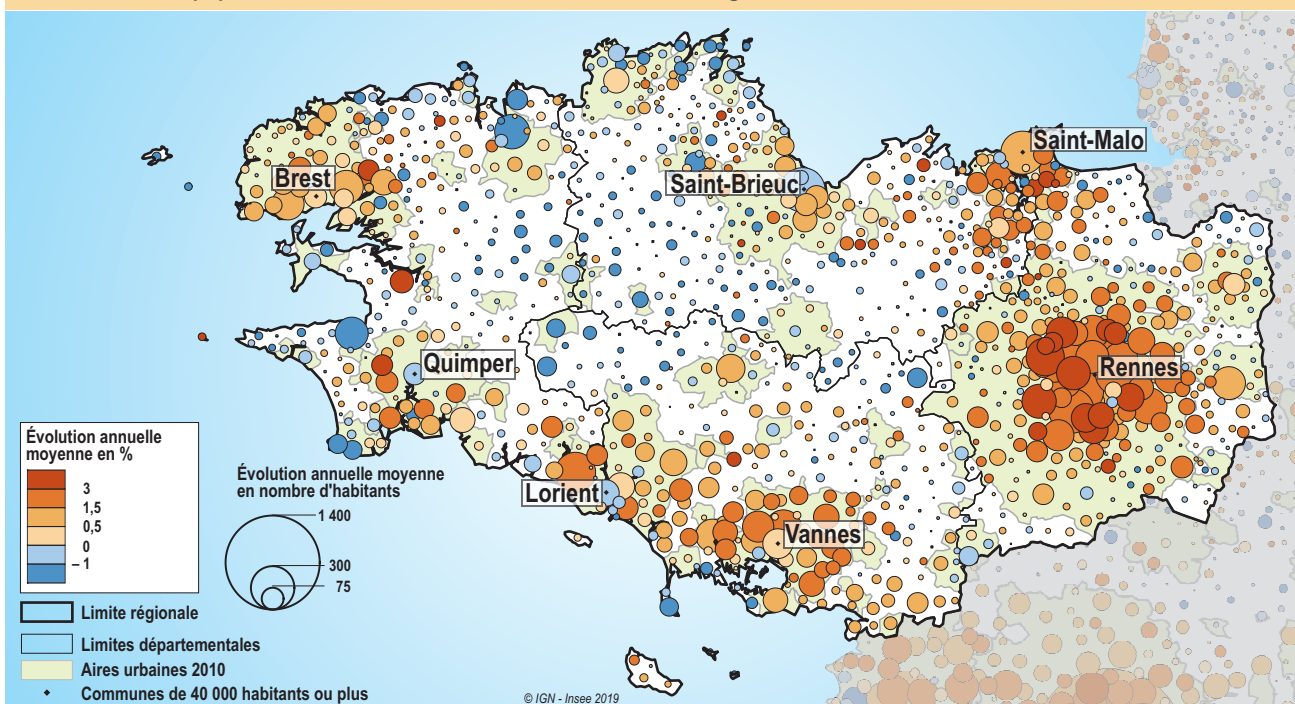 Saint-Malo
Brest
Saint-Brieuc
Quimper
Rennes
Lorient
Vannes
Évolution annuelle
moyenne en %
3
1,5
0,5
0
– 1
Évolution annuelle moyenne
en nombre d'habitants
1 400
300
75
Limite régionale
Limites départementales
Aires urbaines 2010
Communes de 40 000 habitants ou plus
© IGN - Insee 2019